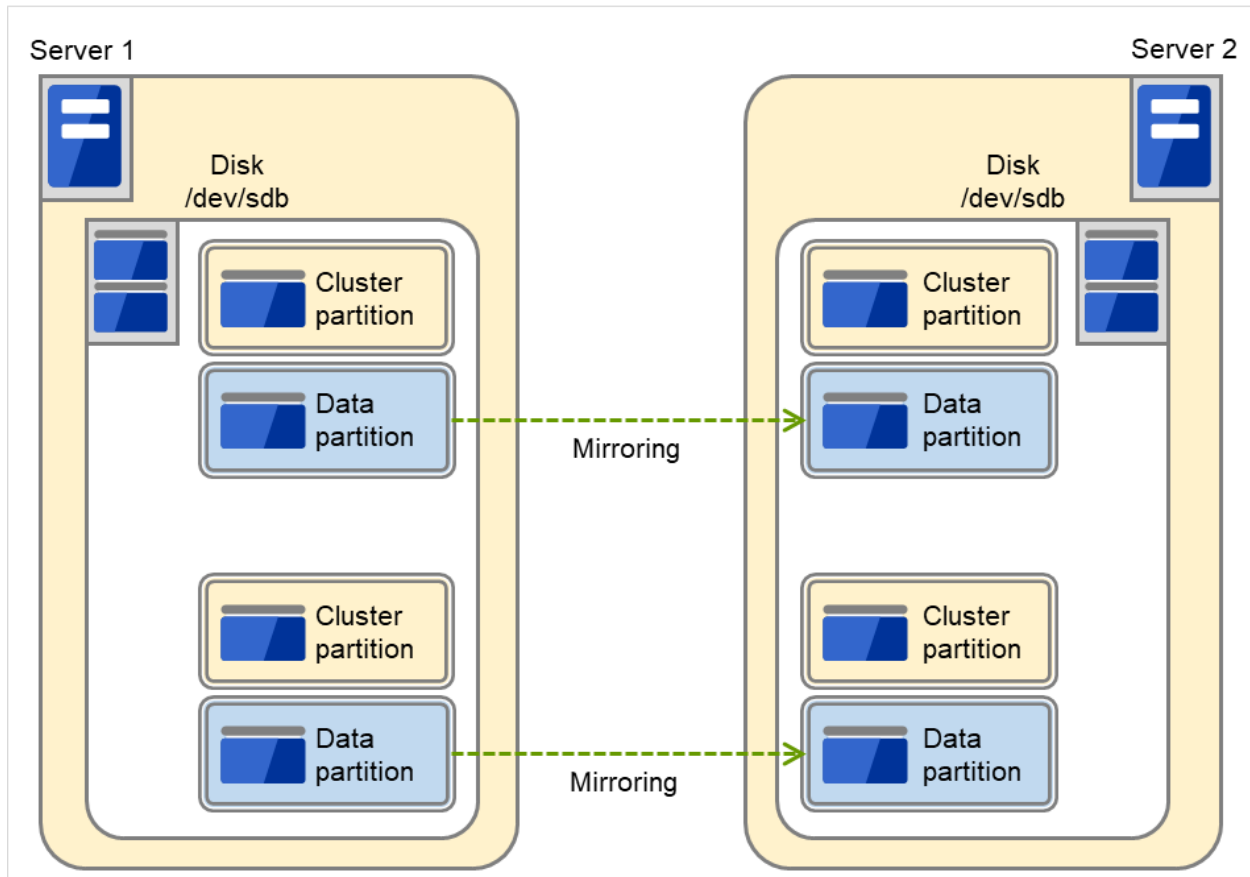 Server 1
Server 2
Disk
/dev/sdb
Disk
/dev/sdb
Cluster
partition
Cluster
partition
Data
partition
Mirroring
Data
partition
Cluster
partition
Cluster
partition
Data
partition
Mirroring
Data
partition